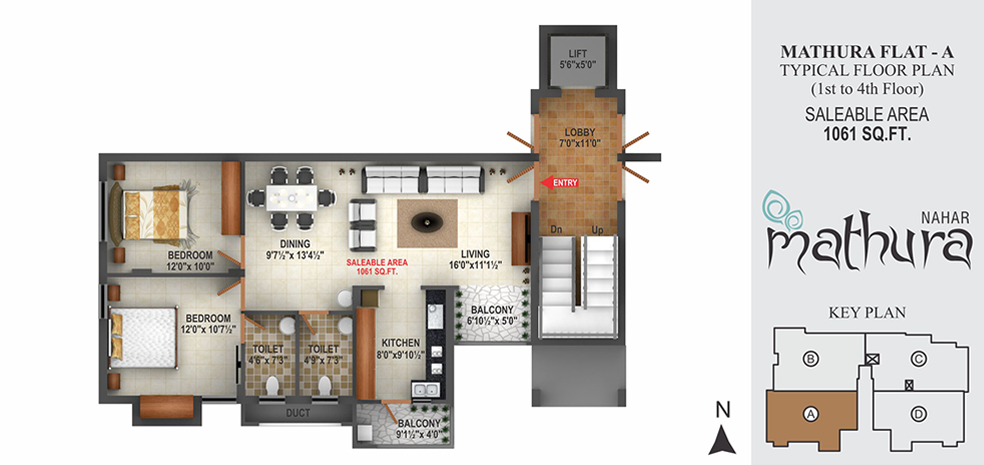 LIFT
5'6"x5'0"
LOBBY
7'0"x11'0"
ENTRY
Dn Up
BEDROOM
12'0"x 10'0"
DINING
9'7½"x 13'4½"
SALEABLE AREA
1061 SQ.FT.
LIVING
16'0"x11'1½"
BEDROOM
12'0"x 10'7½"
BALCONY
6'10½"x 5'0"
TOILET
4'6"x 7'3"
TOILET
4'9"x 7'3"
KITCHEN
8'0"x9'10½"
DUCT
BALCONY
9'1½"x 4'0"
N
MATHURA FLAT - A
TYPICAL FLOOR PLAN
(1st to 4th Floor)
SALEABLE AREA
1061 SQ.FT.
NAHAR
mathura
KEY PLAN
B C
A D